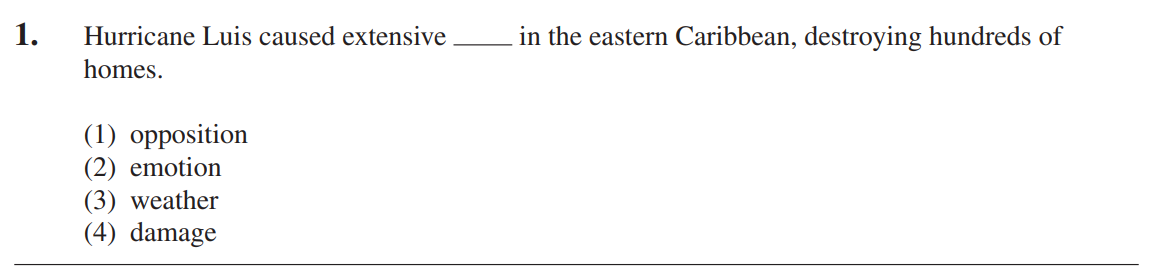 1. Hurricane Luis caused extensive ____ in the eastern Caribbean, destroying hundreds of
homes.
(1) opposition
(2) emotion
(3) weather
(4) damage